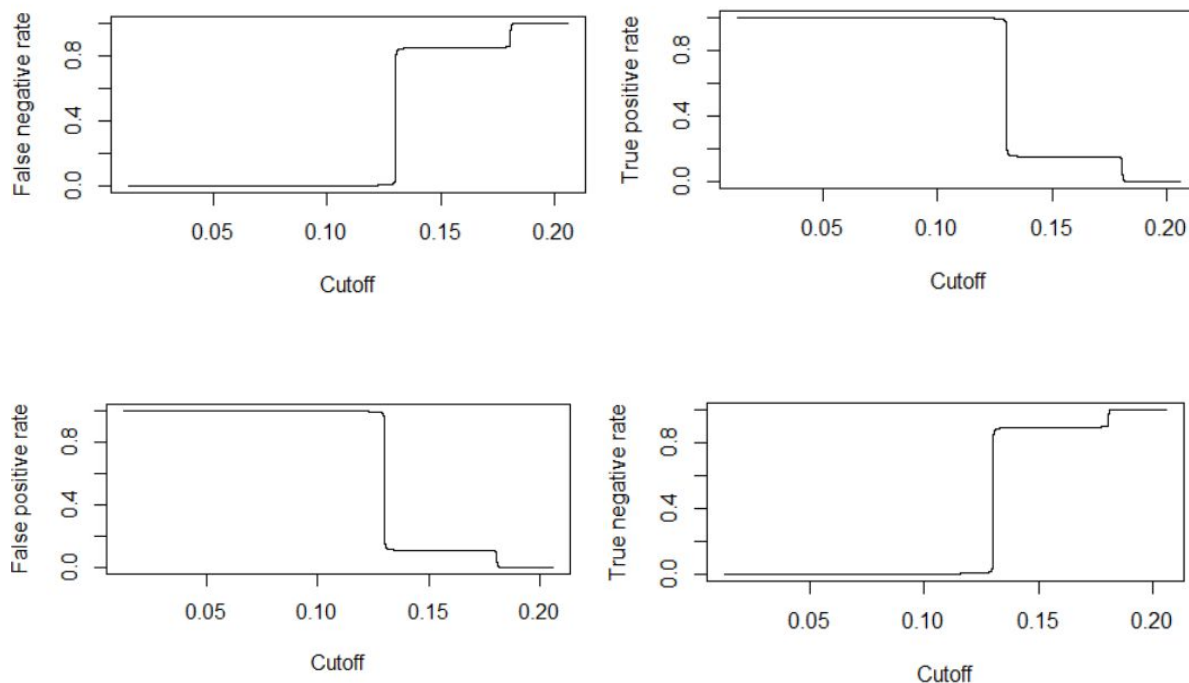 False negative rate
0.0 0.4 0.8
0.05 0.10 0.15 0.20
Cutoff
True positive rate
0.0 0.4 0.8
0.05 0.10 0.15 0.20
Cutoff
False positive rate
0.0 0.4 0.8
0.05 0.10 0.15 0.20
Cutoff
True negative rate
0.0 0.4 0.8
0.05 0.10 0.15 0.20
Cutoff